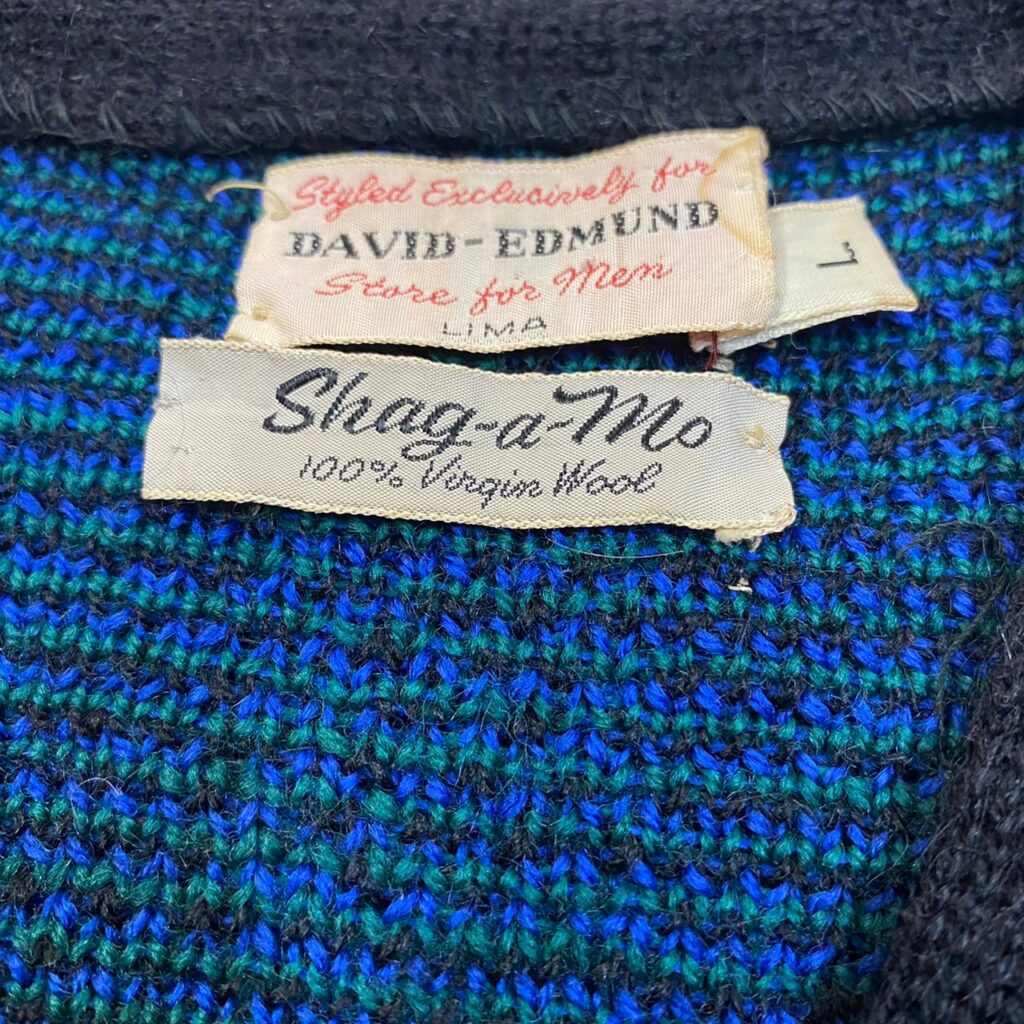 Styled Exclusively for
DAVID-EDMUND
Store for Men
LIMA
L
Shag-a-Mo
100% Virgin Wool